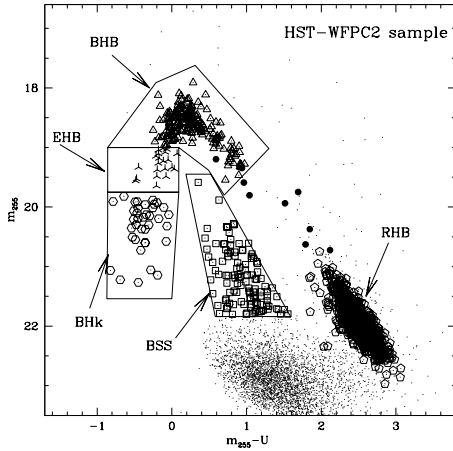 HST-WFPC2 sample
BHB
18
EHB
m255
20
RHB
22
BHk
BSS
-1 0 1 2 3
m255-U